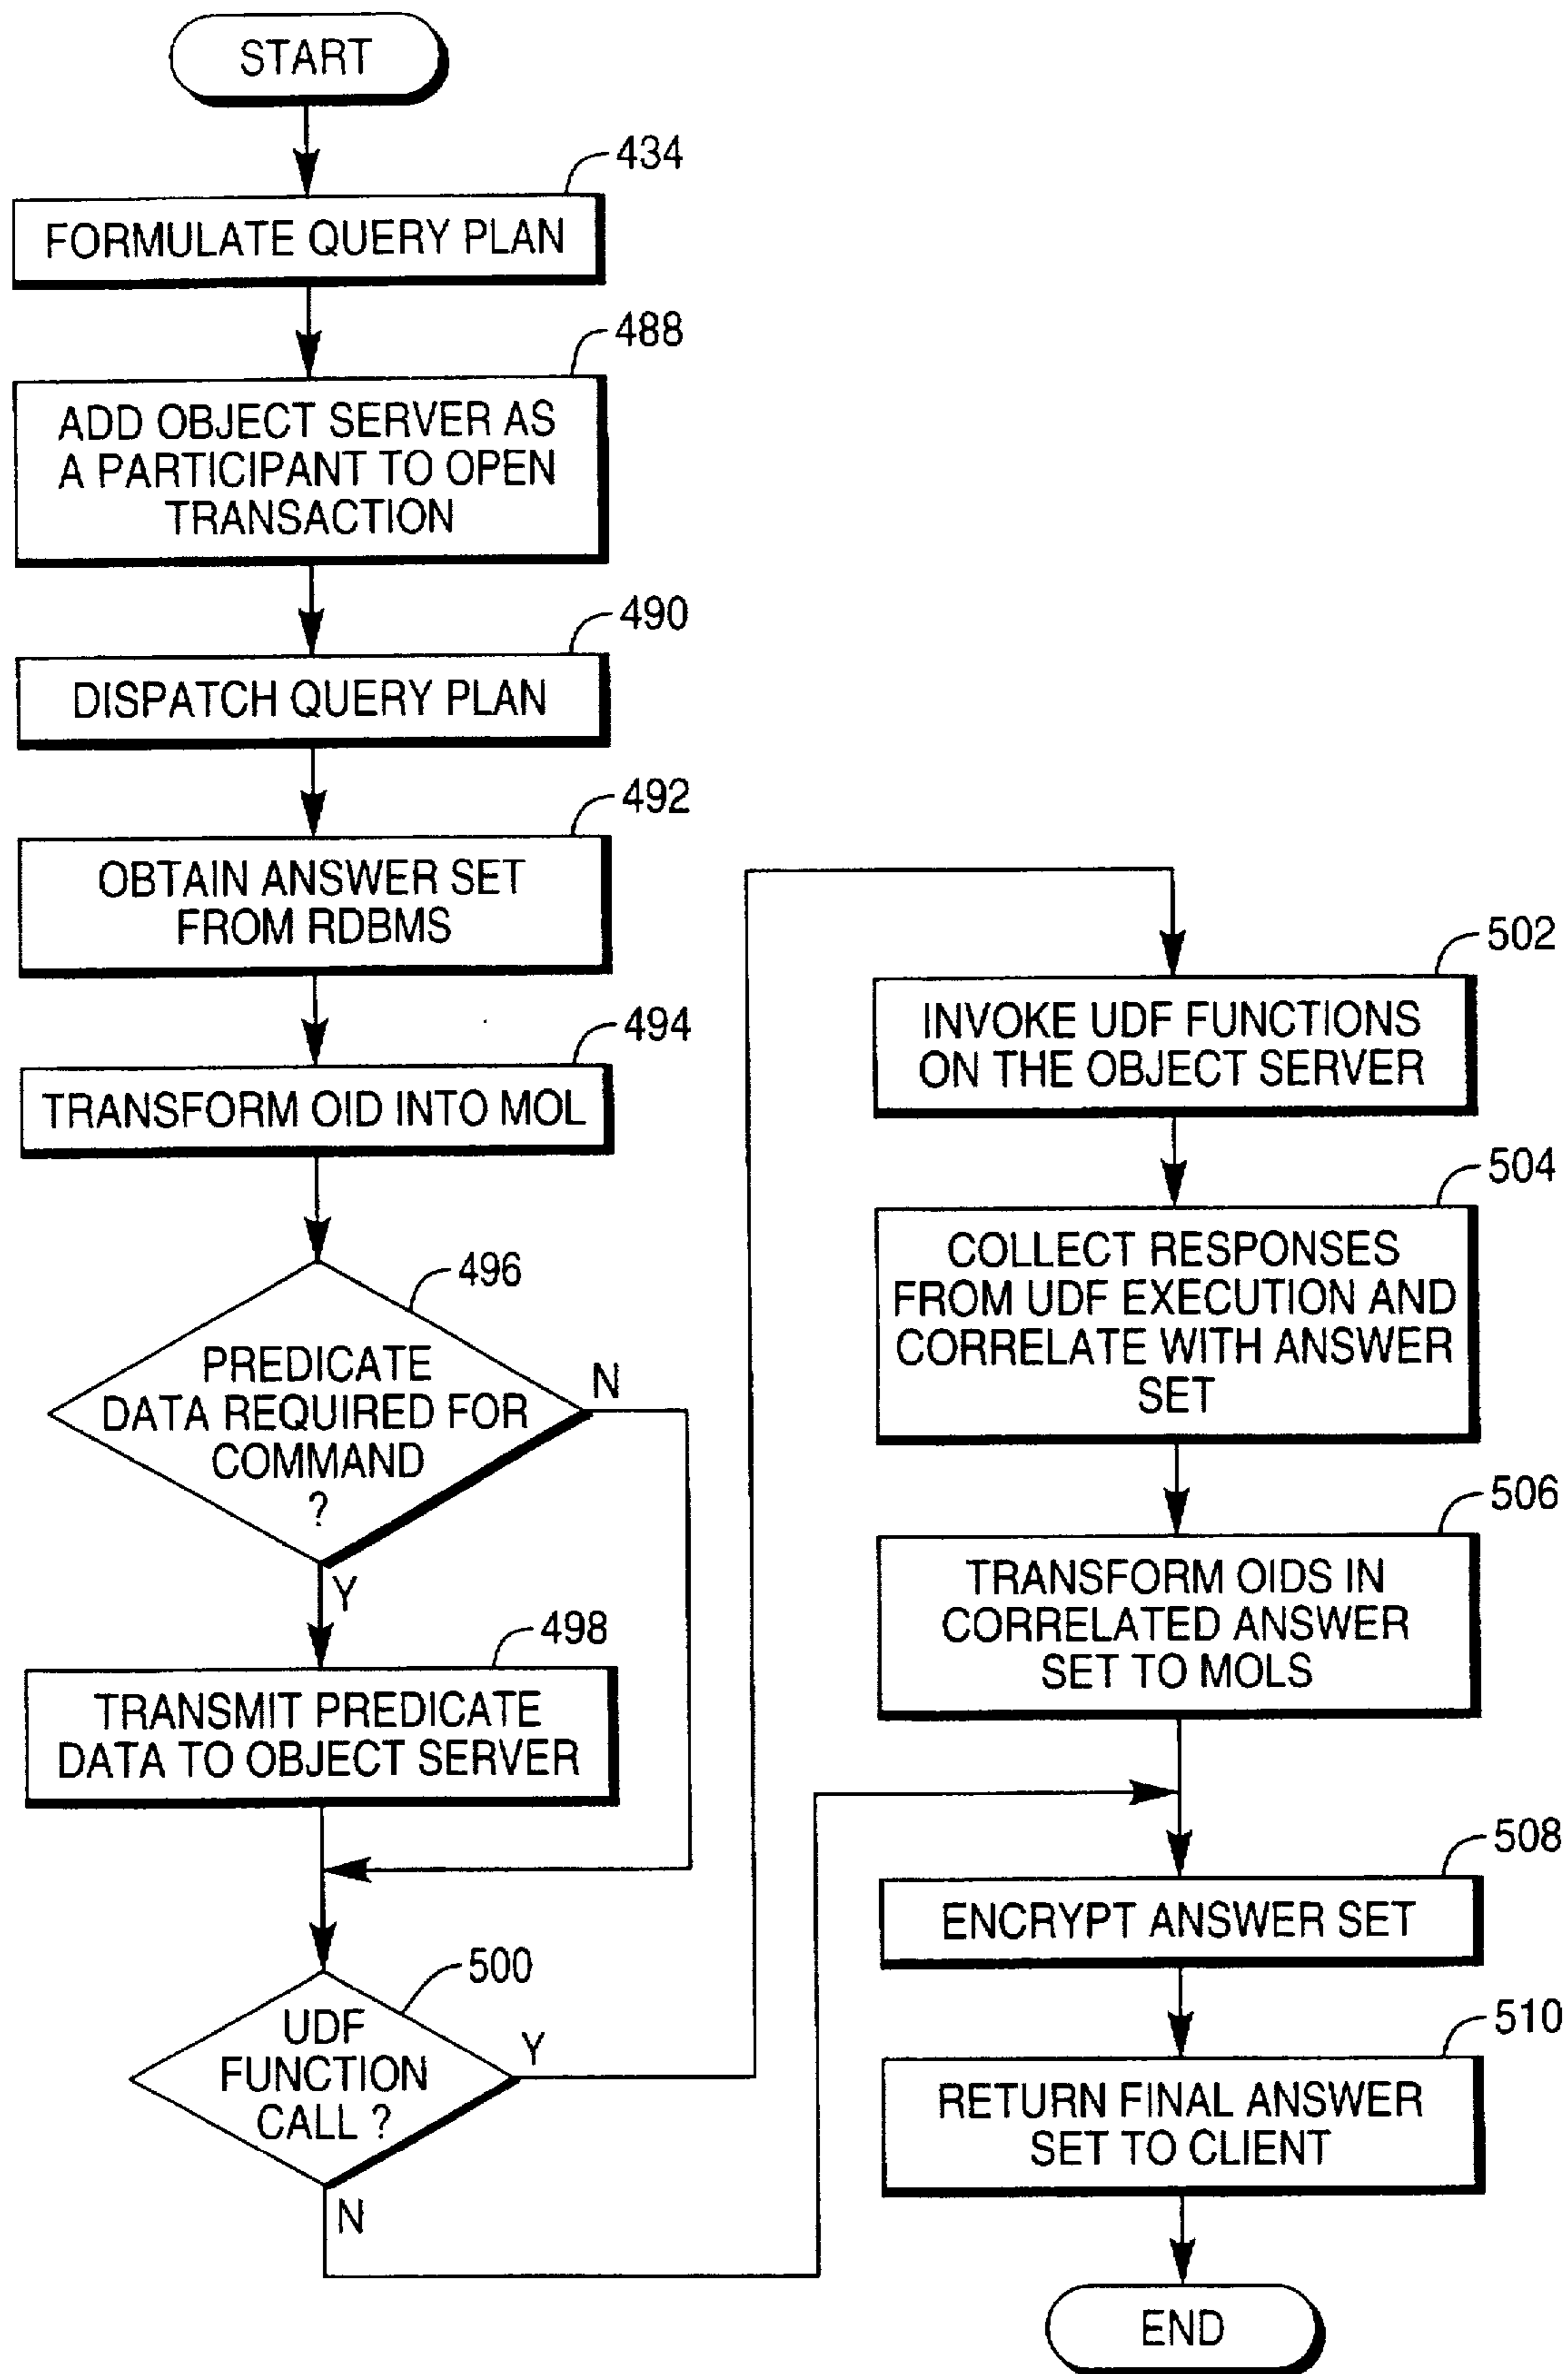 START
434
FORMULATE QUERY PLAN
488
ADD OBJECT SERVER AS
A PARTICIPANT TO OPEN
TRANSACTION
490
DISPATCH QUERY PLAN
492
OBTAIN ANSWER SET
FROM RDBMS
494
TRANSFORM OID INTO MOL
496
PREDICATE
DATA REQUIRED FOR
COMMAND
?
N
Y
498
TRANSMIT PREDICATE
DATA TO OBJECT SERVER
500
UDF
FUNCTION
CALL ?
Y
N
502
INVOKE UDF FUNCTIONS
ON THE OBJECT SERVER
504
COLLECT RESPONSES
FROM UDF EXECUTION AND
CORRELATE WITH ANSWER
SET
506
TRANSFORM OIDS IN
CORRELATED ANSWER
SET TO MOLS
508
ENCRYPT ANSWER SET
510
RETURN FINAL ANSWER
SET TO CLIENT
END